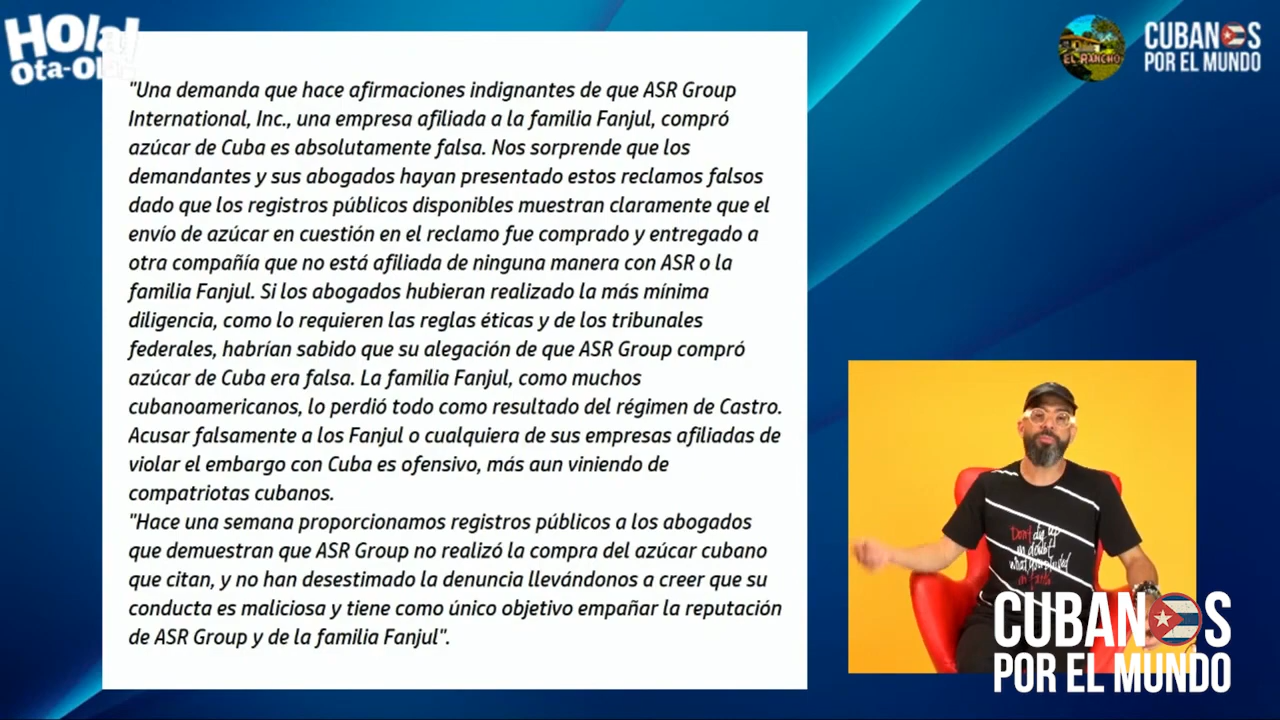 Hola!
Ota-Ola!
EL RANCHO
CUBANOS
POR EL MUNDO
"Una demanda que hace afirmaciones indignantes de que ASR Group
International, Inc., una empresa afiliada a la familia Fanjul, compró
azúcar de Cuba es absolutamente falsa. Nos sorprende que los
demandantes y sus abogados hayan presentado estos reclamos falsos
dado que los registros públicos disponibles muestran claramente que el
envío de azúcar en cuestión en el reclamo fue comprado y entregado a
otra compañía que no está afiliada de ninguna manera con ASR o la
familia Fanjul. Si los abogados hubieran realizado la más mínima
diligencia, como lo requieren las reglas éticas y de los tribunales
federales, habrían sabido que su alegación de que ASR Group compró
azúcar de Cuba era falsa. La familia Fanjul, como muchos
cubanoamericanos, lo perdió todo como resultado del régimen de Castro.
Acusar falsamente a los Fanjul o cualquiera de sus empresas afiliadas de
violar el embargo con Cuba es ofensivo, más aun viniendo de
compatriotas cubanos.
"Hace una semana proporcionamos registros públicos a los abogados
que demuestran que ASR Group no realizó la compra del azúcar cubano
que citan, y no han desestimado la denuncia llevándonos a creer que su
conducta es maliciosa y tiene como único objetivo empañar la reputación
de ASR Group y de la familia Fanjul".
Don't dig up
in doubt
what you planted
in faith
CUBANOS
POR EL MUNDO